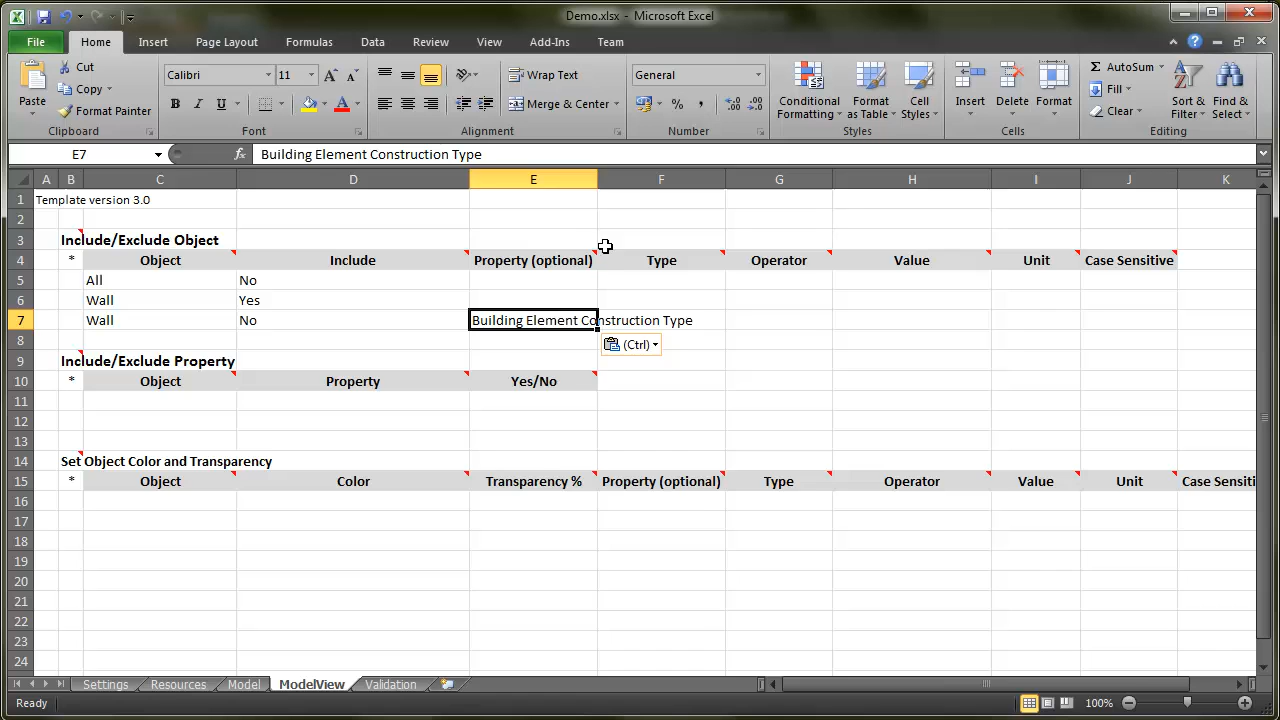 Demo.xlsx - Microsoft Excel
File Home Insert Page Layout Formulas Data Review View Add-Ins Team
Paste
Cut
Copy
Format Painter
Clipboard
Calibri 11
B I U
Font
Wrap Text
Merge & Center
Alignment
General
% ,
Number
Conditional Formatting
Format as Table
Cell Styles
Styles
Insert Delete Format
Cells
AutoSum
Fill
Clear
Sort & Filter
Find & Select
Editing
E7 fx Building Element Construction Type
A B C D E F G H I J K
1 Template version 3.0
2
3 Include/Exclude Object
4 * Object Include Property (optional) Type Operator Value Unit Case Sensitive
5 All No
6 Wall Yes
7 Wall No Building Element Construction Type
8 (Ctrl)
9 Include/Exclude Property
10 * Object Property Yes/No
11
12
13
14 Set Object Color and Transparency
15 * Object Color Transparency % Property (optional) Type Operator Value Unit Case Sensiti
16
17
18
19
20
21
22
23
24
Settings Resources Model ModelView Validation
Ready 100%